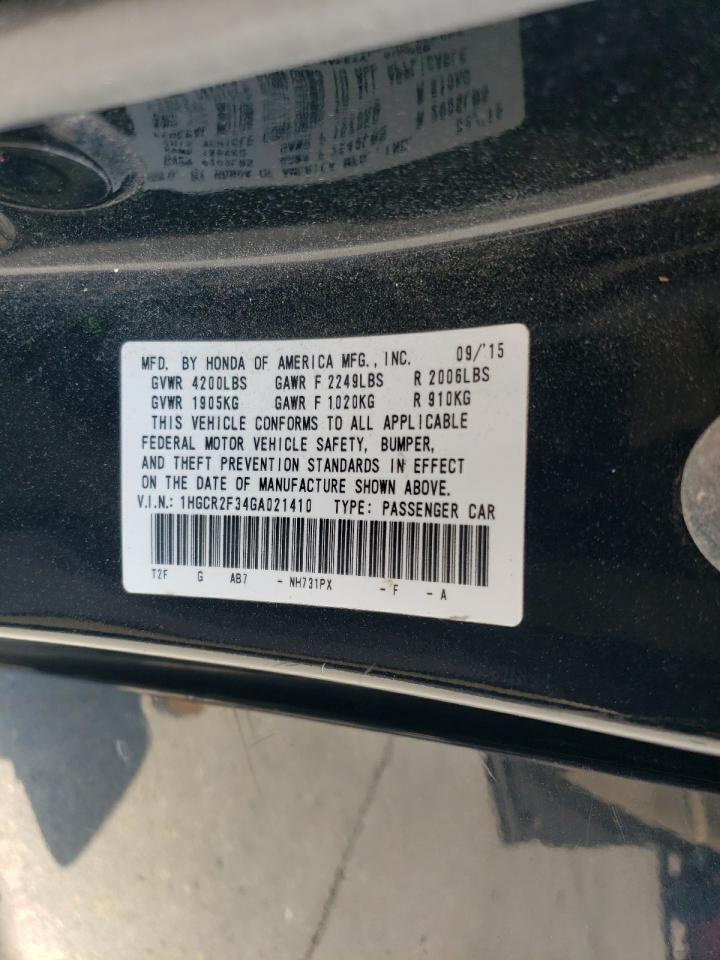 MFD. BY HONDA OF AMERICA MFG., INC. 09/'15
GVWR 4200LBS GAWR F 2249LBS R 2006LBS
GVWR 1905KG GAWR F 1020KG R 910KG
THIS VEHICLE CONFORMS TO ALL APPLICABLE
FEDERAL MOTOR VEHICLE SAFETY, BUMPER,
AND THEFT PREVENTION STANDARDS IN EFFECT
ON THE DATE OF MANUFACTURE SHOWN ABOVE.
V.I.N.: 1HGCR2F34GA021410 TYPE: PASSENGER CAR
T2F G AB7 - NH731PX - F - A